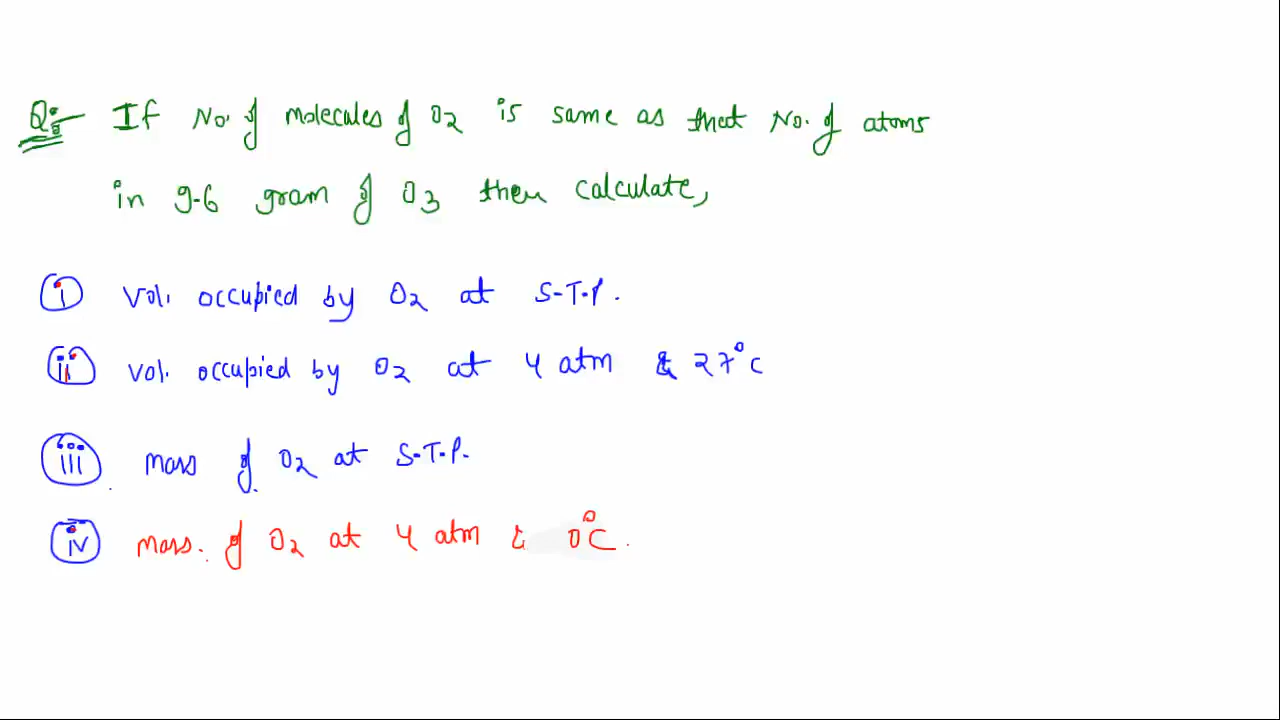 Q:- If No. of molecules of O2 is same as that No. of atoms
in 9.6 gram of O3 then calculate,
i Vol. occupied by O2 at S.T.P.
ii Vol. occupied by O2 at 4 atm & 27°C
iii mass of O2 at S.T.P.
iv mass. of O2 at 4 atm & 0°C.